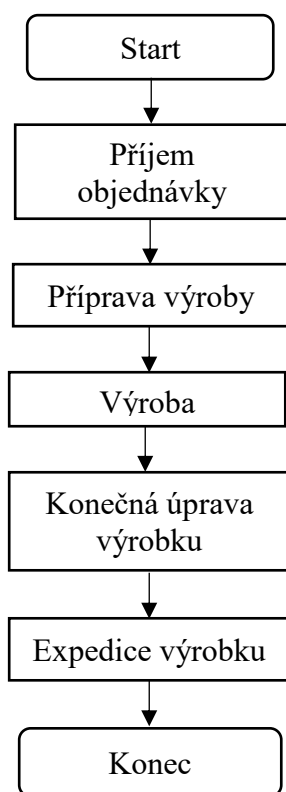 Start
Příjem
objednávky
Příprava výroby
Výroba
Konečná úprava
výrobku
Expedice výrobku
Konec